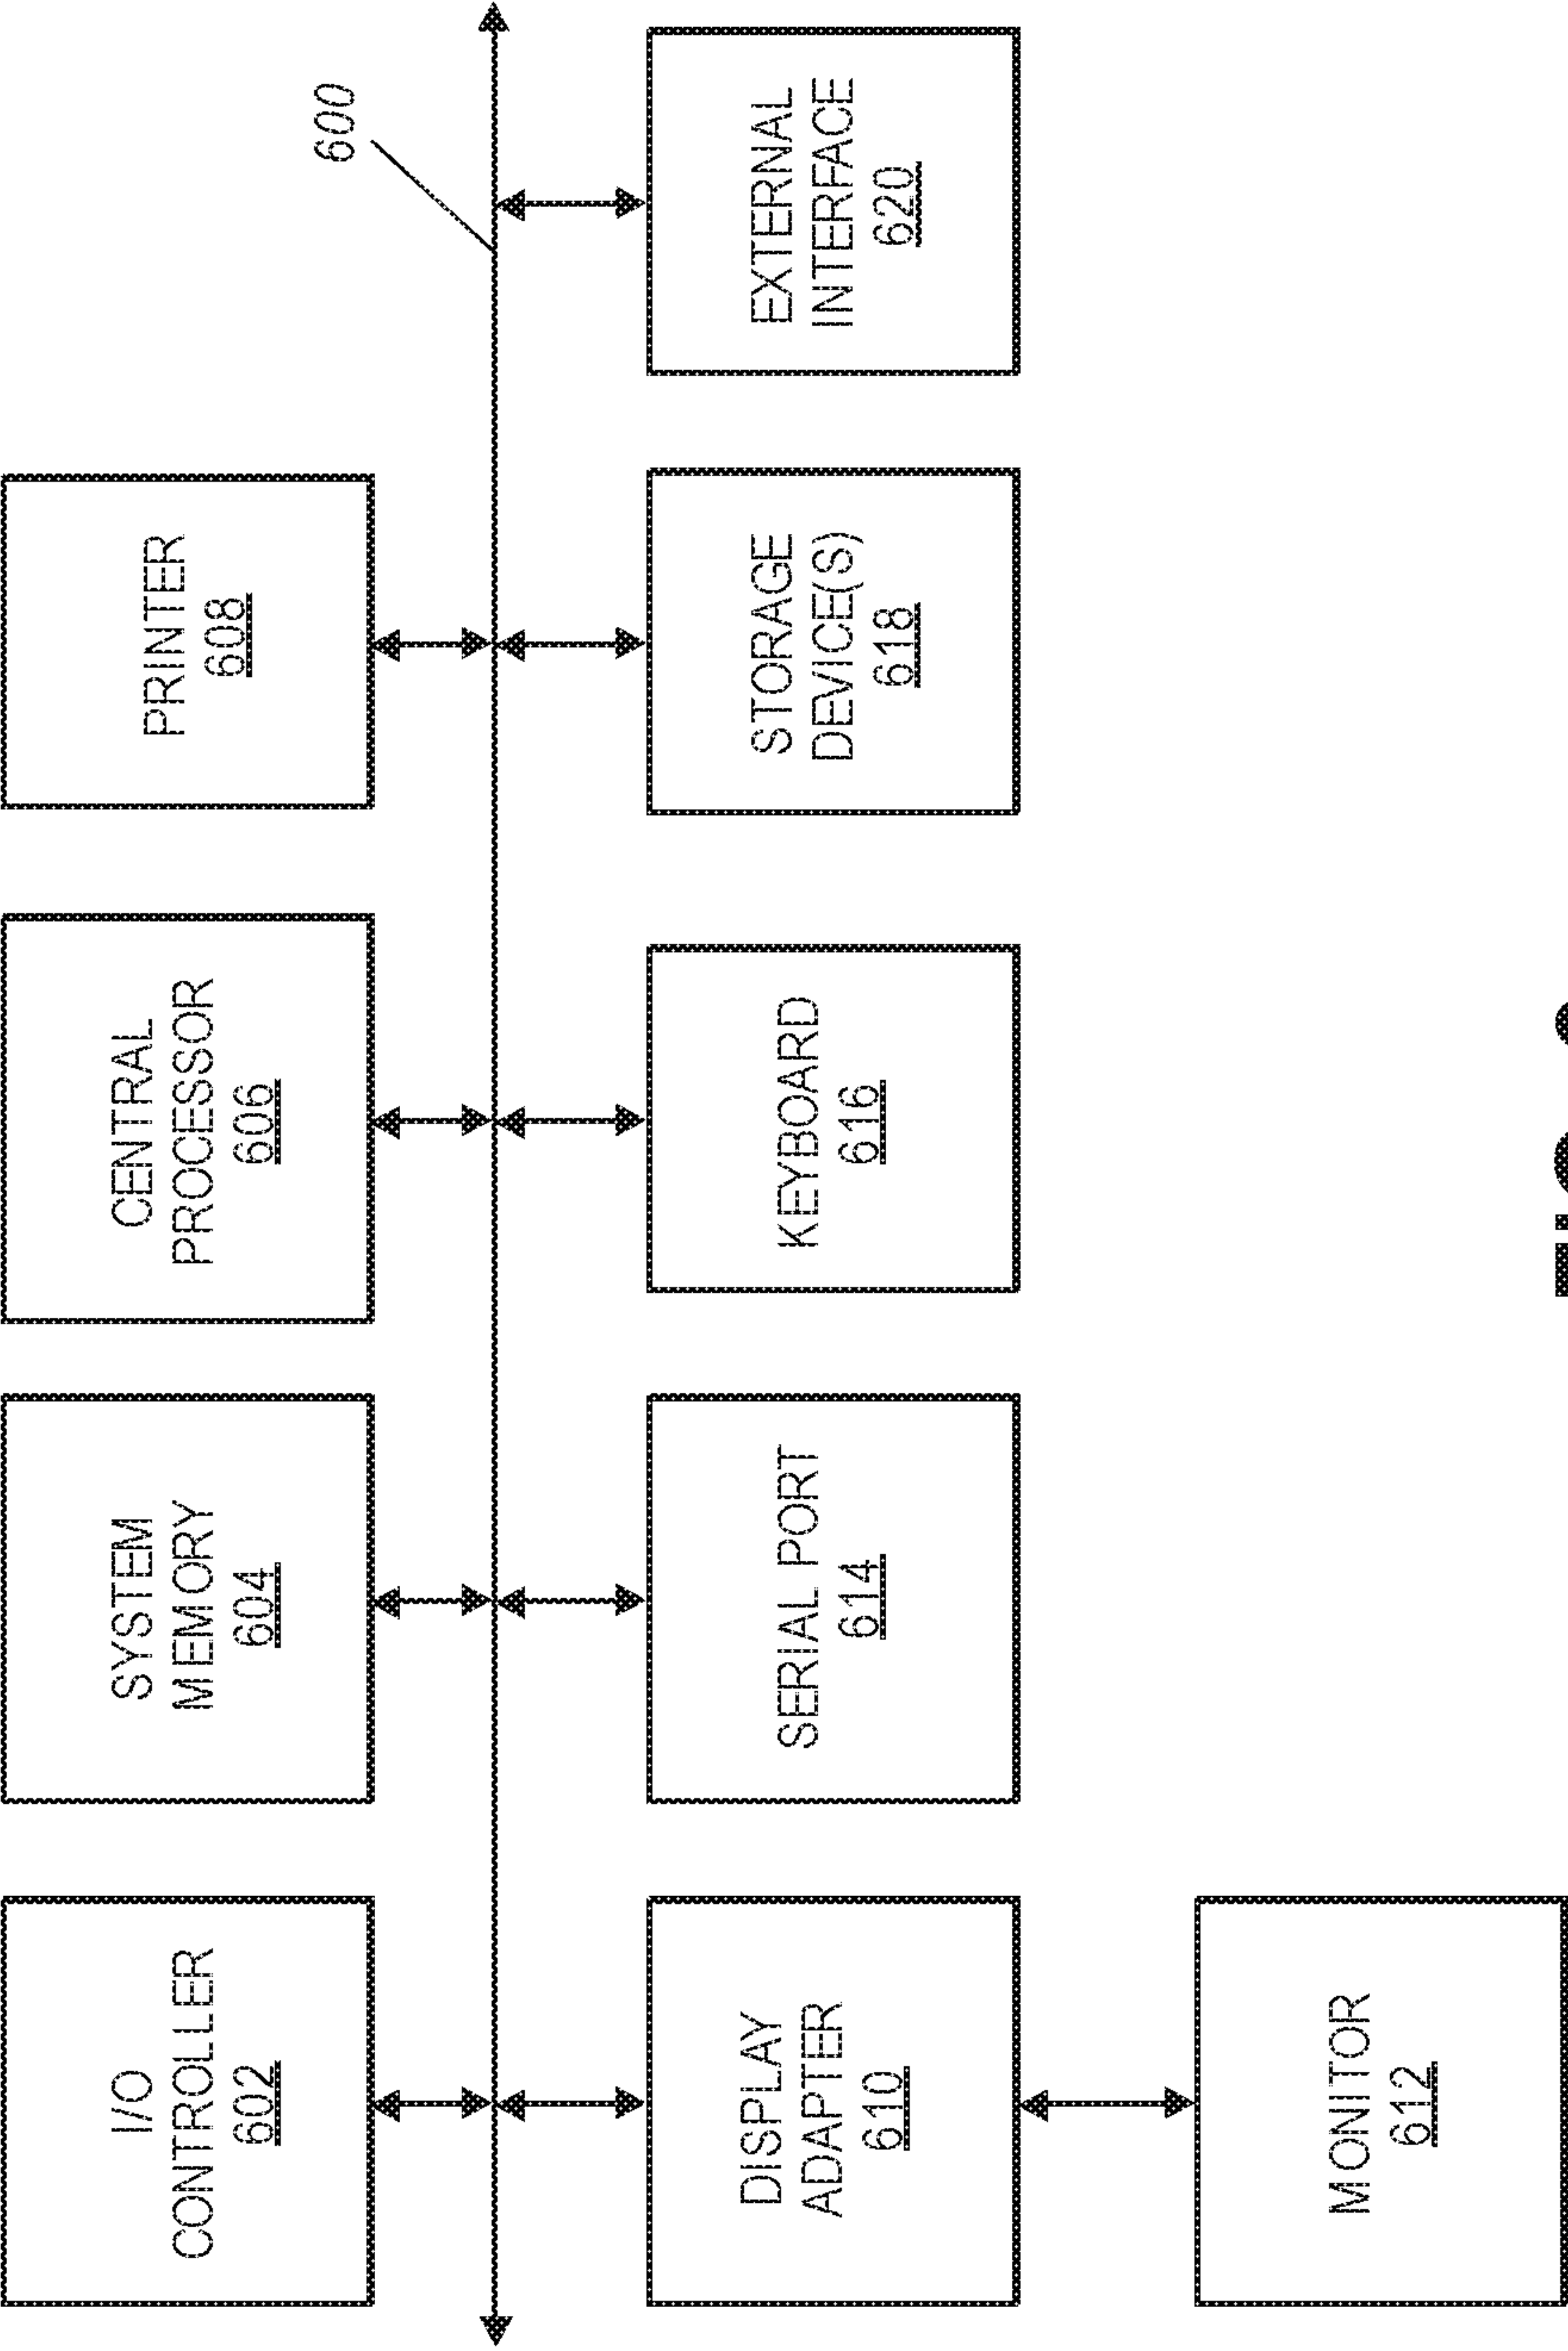 I/O
CONTROLLER
602
SYSTEM
MEMORY
604
CENTRAL
PROCESSOR
606
PRINTER
608
600
DISPLAY
ADAPTER
610
SERIAL PORT
614
KEYBOARD
616
STORAGE
DEVICE(S)
618
EXTERNAL
INTERFACE
620
MONITOR
612